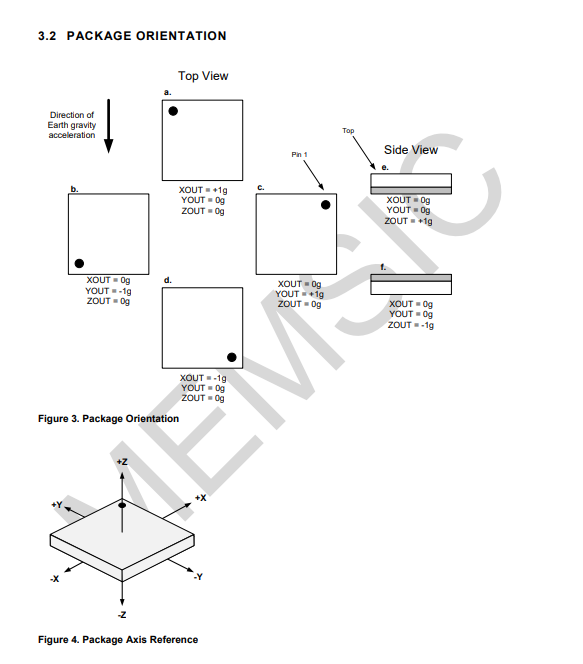 3.2 PACKAGE ORIENTATION
Top View
a.
Direction of
Earth gravity
acceleration
XOUT = +1g
YOUT = 0g
ZOUT = 0g
b.
XOUT = 0g
YOUT = -1g
ZOUT = 0g
Pin 1
c.
XOUT = 0g
YOUT = +1g
ZOUT = 0g
d.
XOUT = -1g
YOUT = 0g
ZOUT = 0g
Top
Side View
e.
XOUT = 0g
YOUT = 0g
ZOUT = +1g
f.
XOUT = 0g
YOUT = 0g
ZOUT = -1g
MEMSIC
Figure 3. Package Orientation
+Z
+Y
+X
-X
-Y
-Z
Figure 4. Package Axis Reference